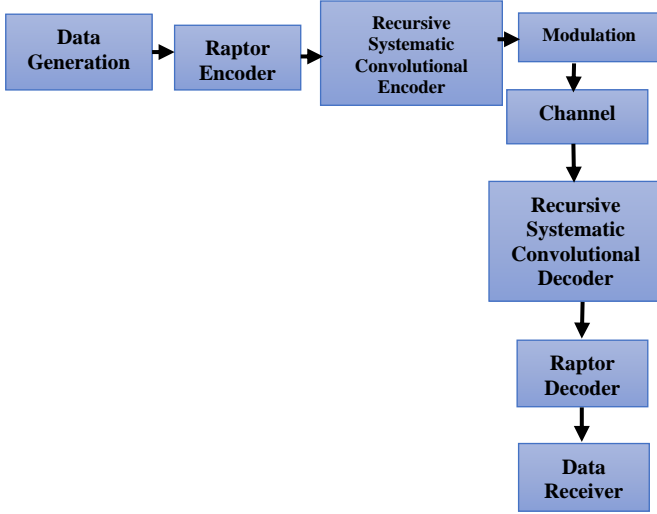 Data
Generation
Raptor
Encoder
Recursive
Systematic
Convolutional
Encoder
Modulation
Channel
Recursive
Systematic
Convolutional
Decoder
Raptor
Decoder
Data
Receiver